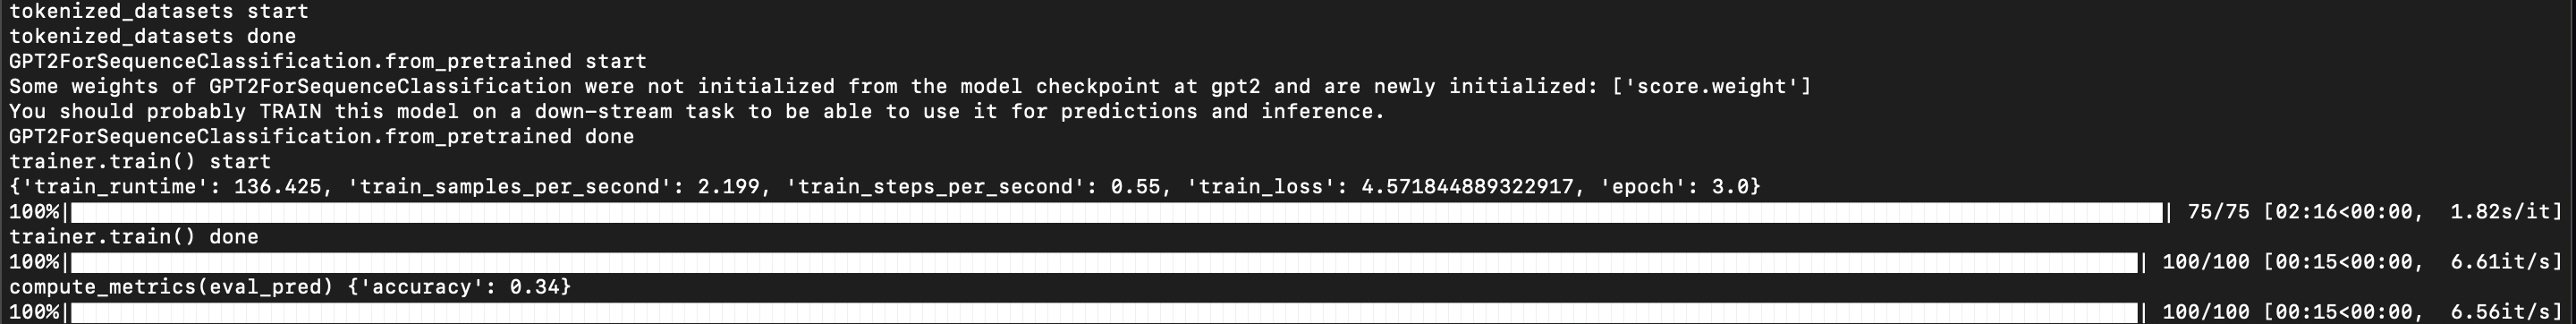 tokenized_datasets start
tokenized_datasets done
GPT2ForSequenceClassification.from_pretrained start
Some weights of GPT2ForSequenceClassification were not initialized from the model checkpoint at gpt2 and are newly initialized: ['score.weight']
You should probably TRAIN this model on a down-stream task to be able to use it for predictions and inference.
GPT2ForSequenceClassification.from_pretrained done
trainer.train() start
{'train_runtime': 136.425, 'train_samples_per_second': 2.199, 'train_steps_per_second': 0.55, 'train_loss': 4.571844889322917, 'epoch': 3.0}
100%| | 75/75 [02:16<00:00, 1.82s/it]
trainer.train() done
100%| | 100/100 [00:15<00:00, 6.61it/s]
compute_metrics(eval_pred) {'accuracy': 0.34}
100%| | 100/100 [00:15<00:00, 6.56it/s]